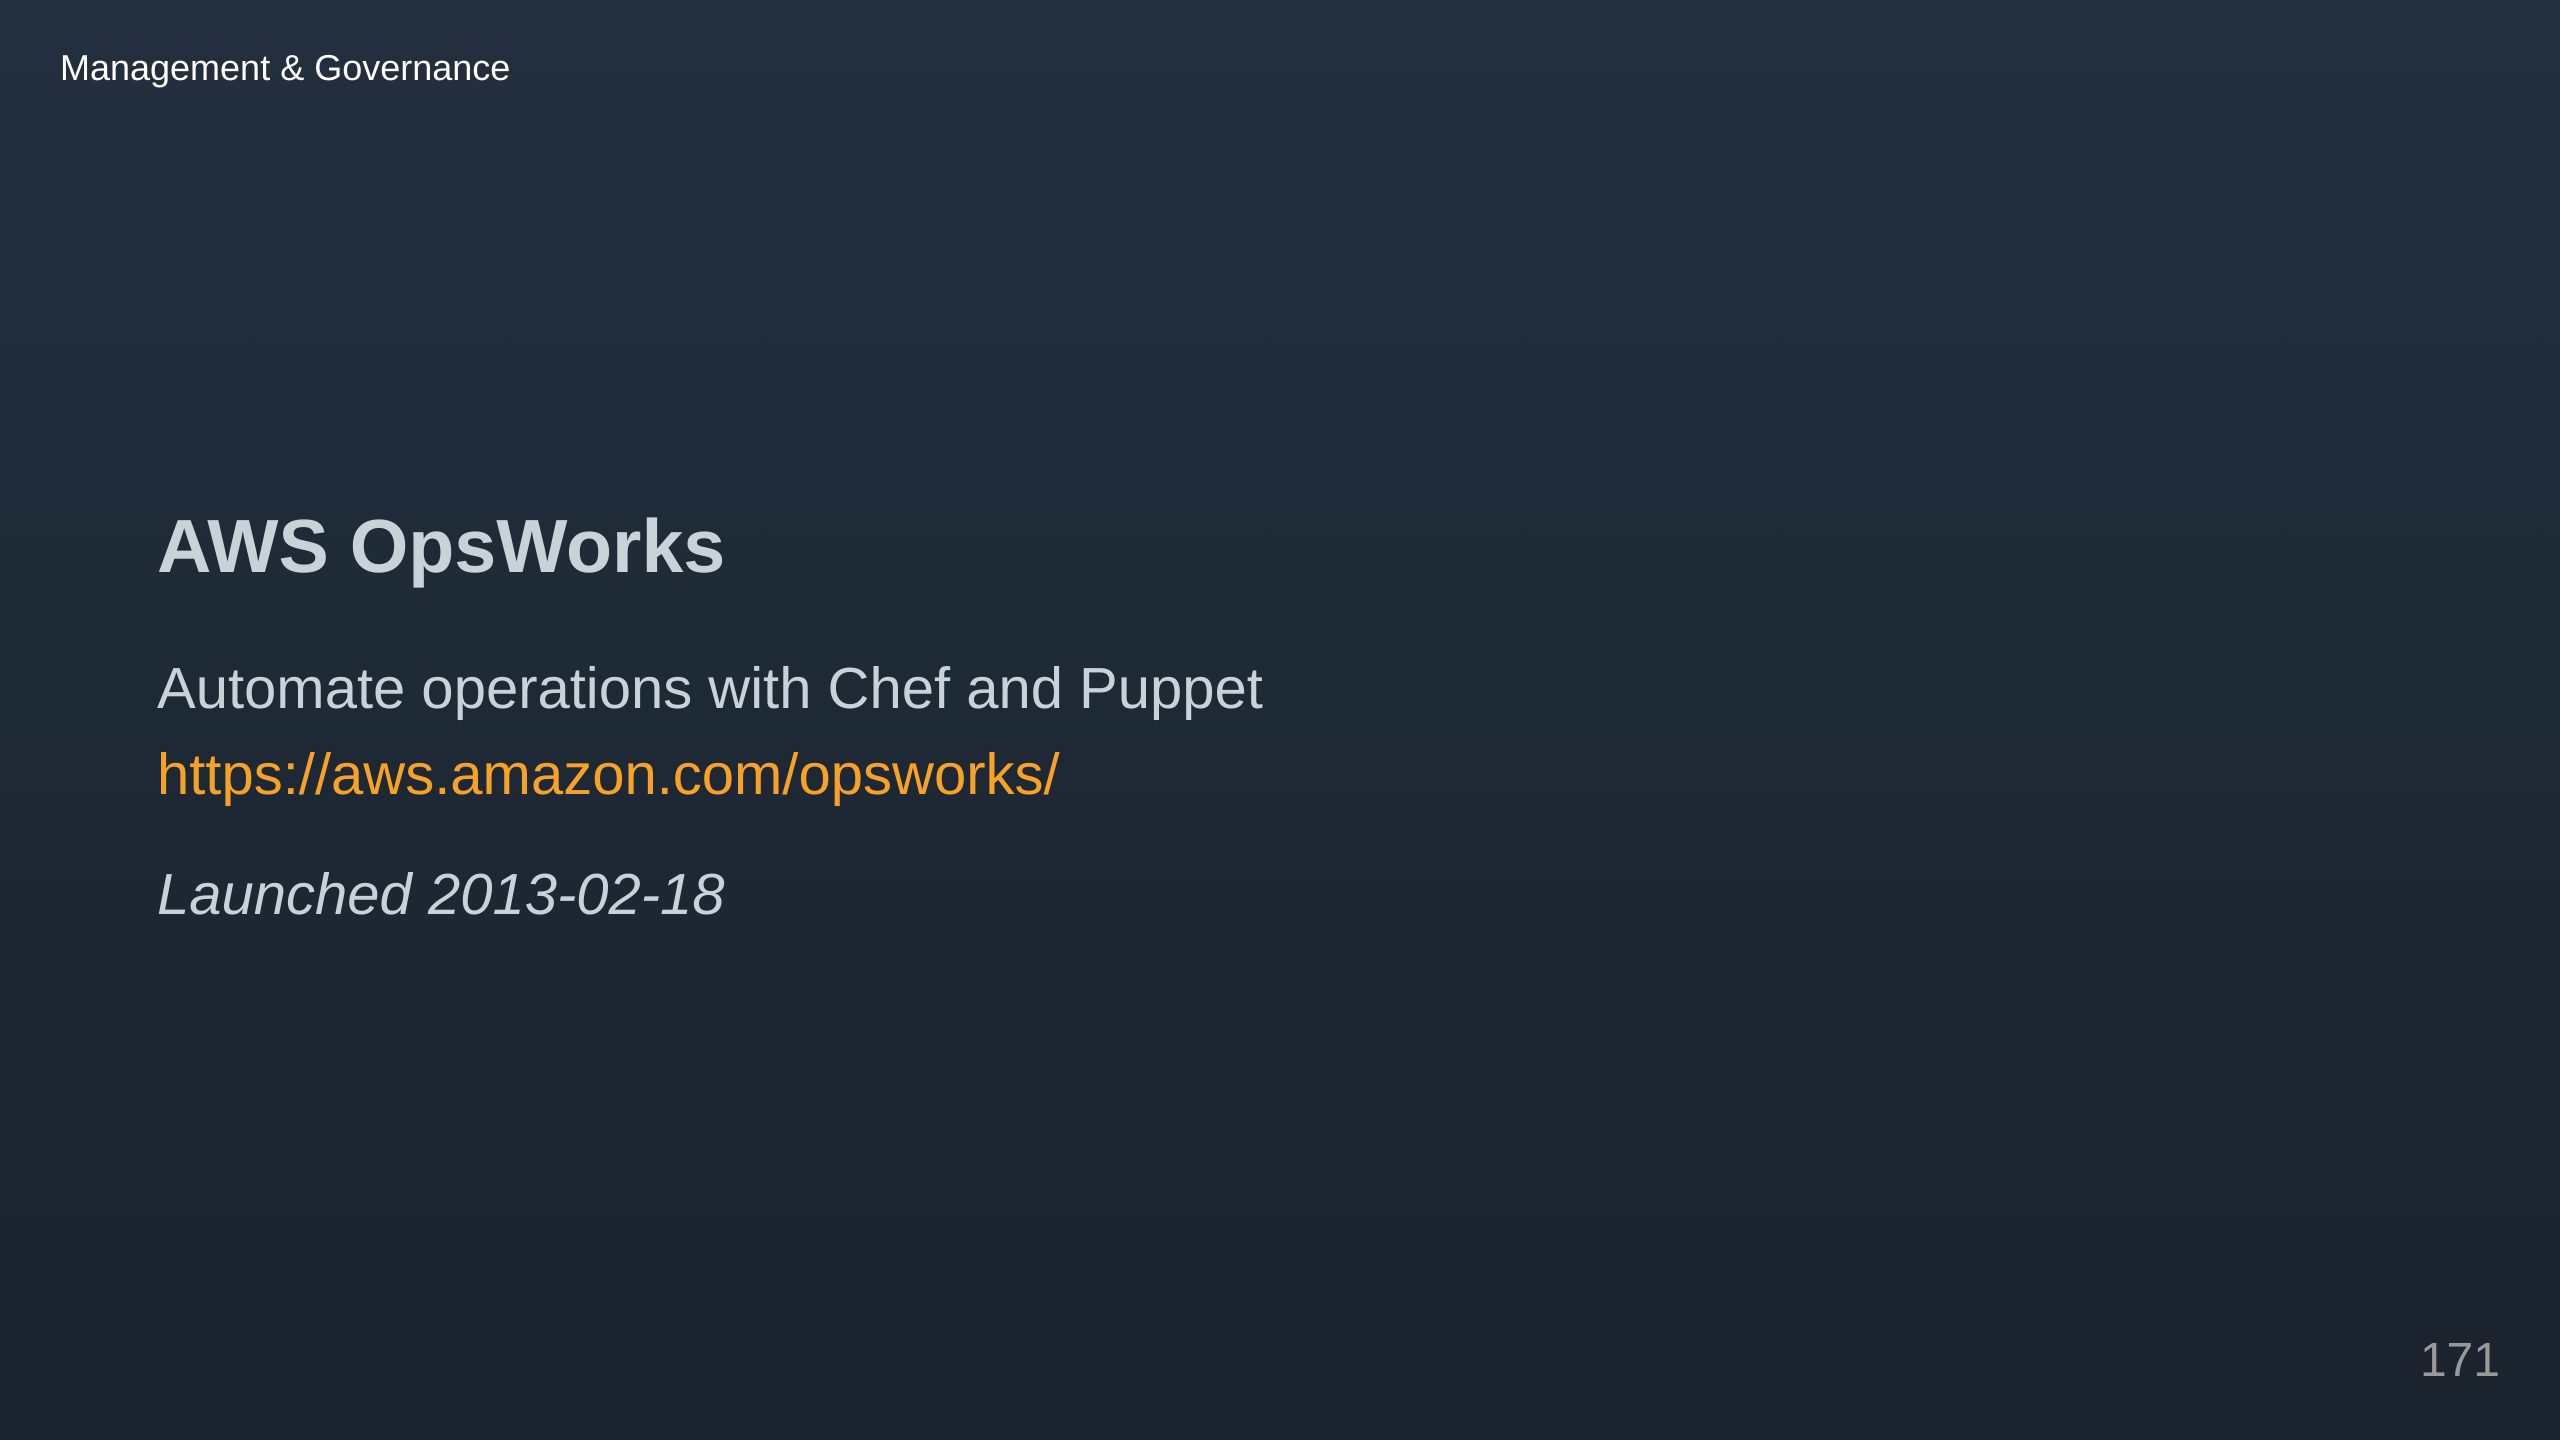 Management & Governance
AWS OpsWorks
Automate operations with Chef and Puppet
https://aws.amazon.com/opsworks/
Launched 2013-02-18
171